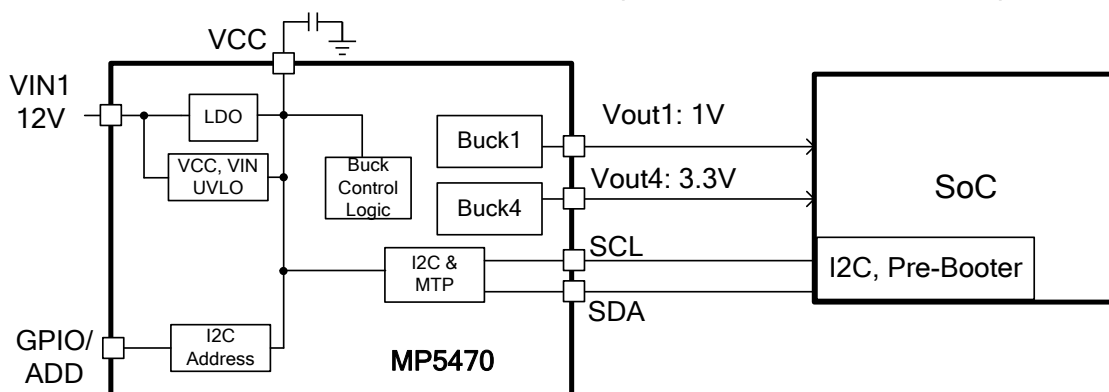 VCC
VIN1
12V
LDO
VCC, VIN
UVLO
Buck
Control
Logic
Buck1
Buck4
Vout1: 1V
Vout4: 3.3V
SoC
I2C &
MTP
SCL
SDA
I2C, Pre-Booter
GPIO/
ADD
I2C
Address
MP5470